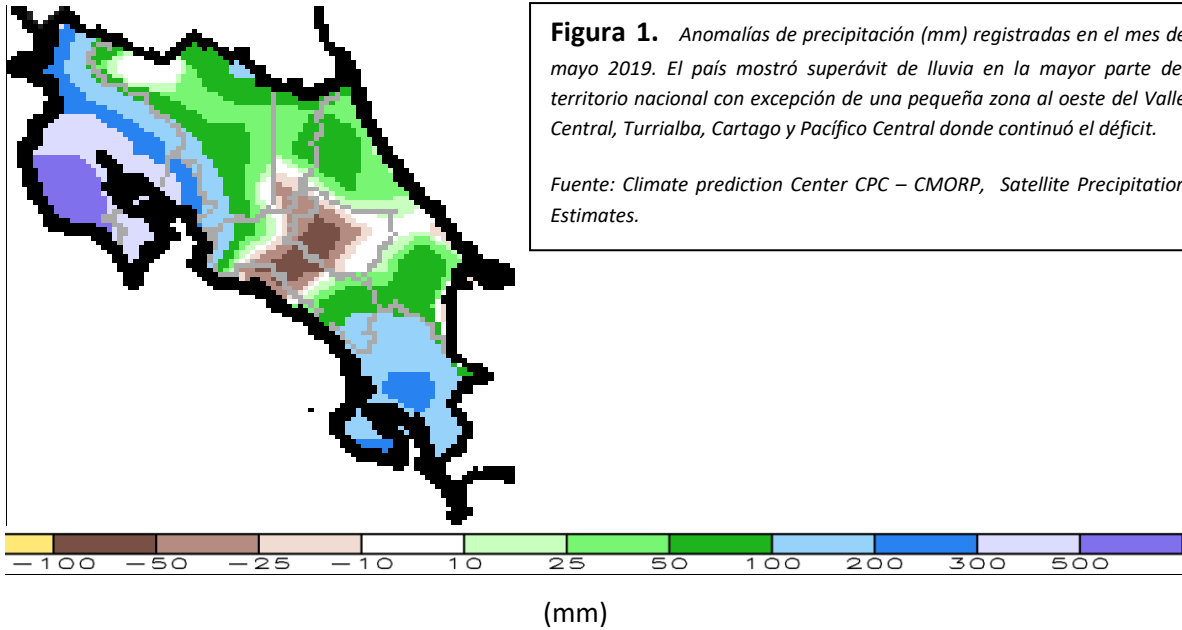 Figura 1. Anomalías de precipitación (mm) registradas en el mes de
mayo 2019. El país mostró superávit de lluvia en la mayor parte de
territorio nacional con excepción de una pequeña zona al oeste del Valle
Central, Turrialba, Cartago y Pacífico Central donde continuó el déficit.
Fuente: Climate prediction Center CPC – CMORP, Satellite Precipitation
Estimates.
-100 -50 -25 -10 10 25 50 100 200 300 500
(mm)